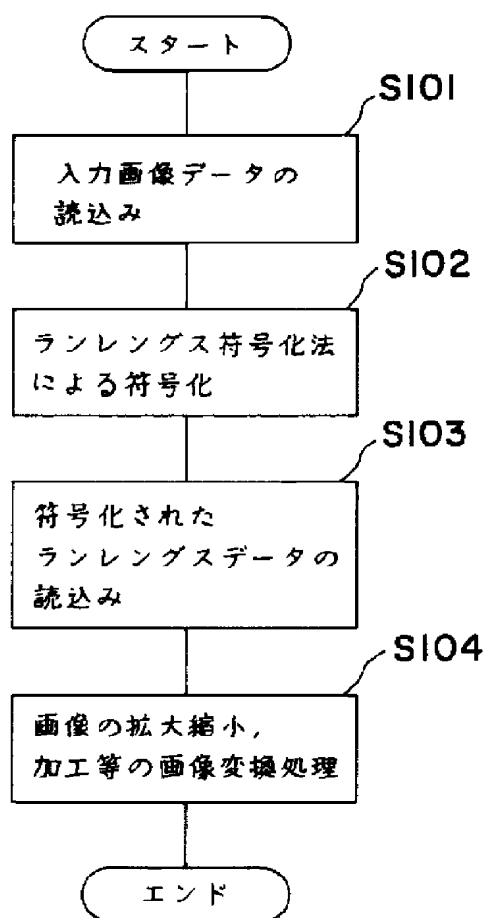 スタート
S101
入力画像データの
読込み
S102
ランレングス符号化法
による符号化
S103
符号化された
ランレングスデータの
読込み
S104
画像の拡大縮小,
加工等の画像変換処理
エンド